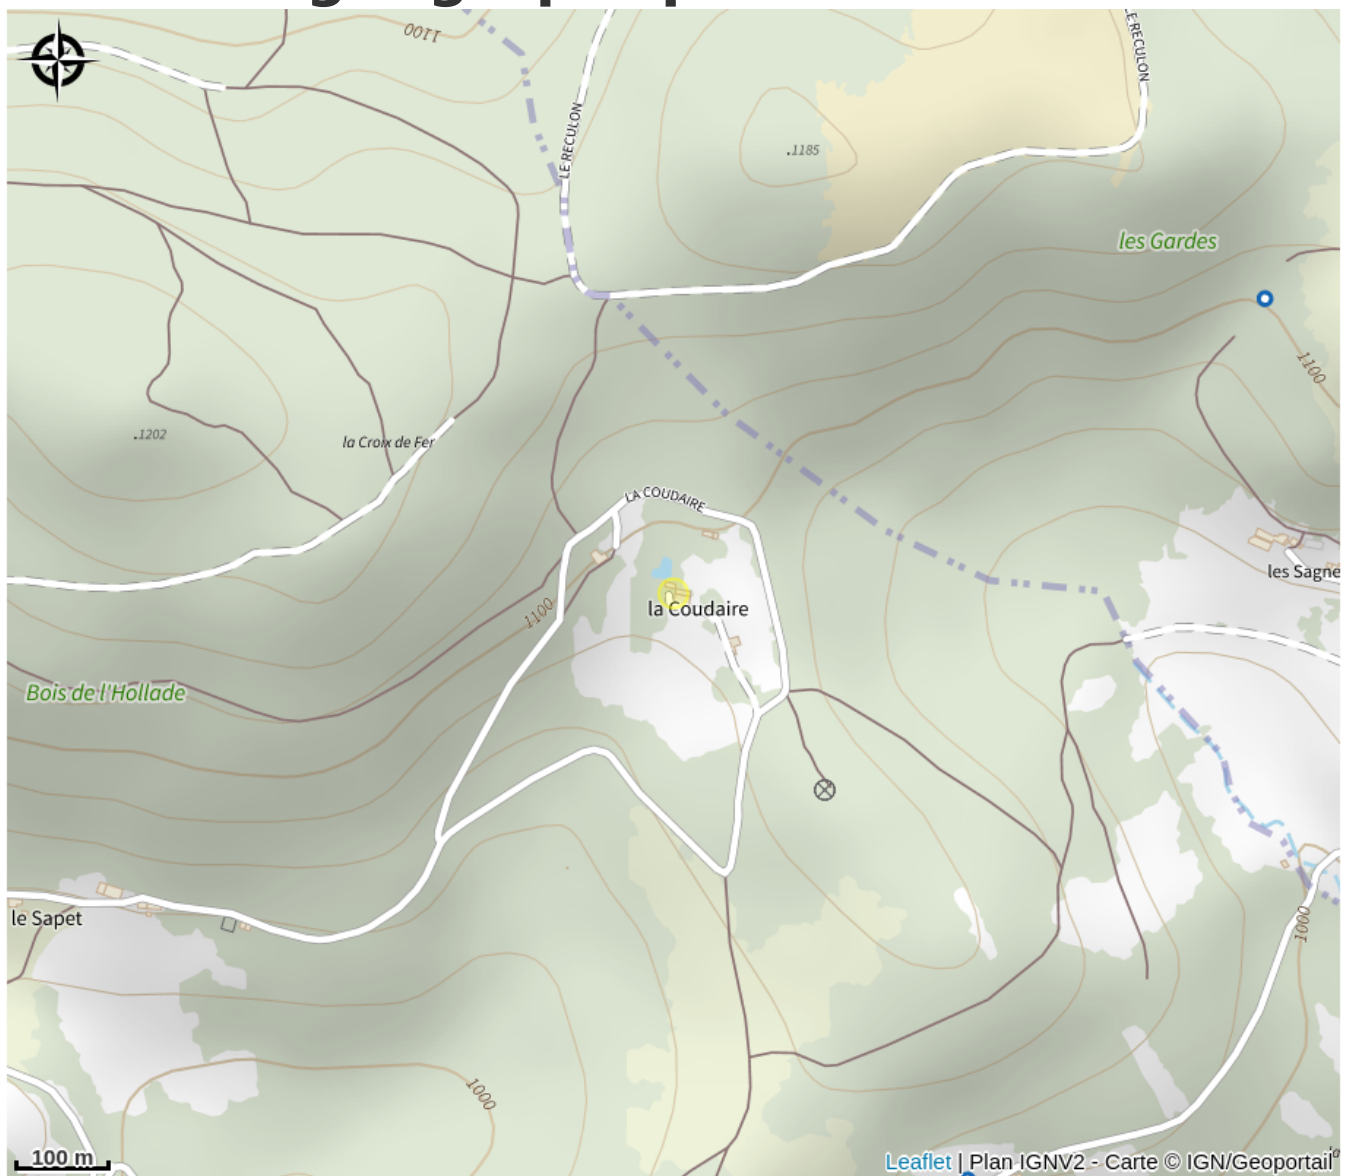 1100
LE RECULON
LE RECULON
.1185
les Gardes
1100
.1202
la Croix de Fer
LA COUDAIRE
les Sagne
1100
la Coudaire
Bois de l'Hollade
le Sapet
1000
1000
100 m
Leaflet | Plan IGNV2 - Carte © IGN/Geoportail